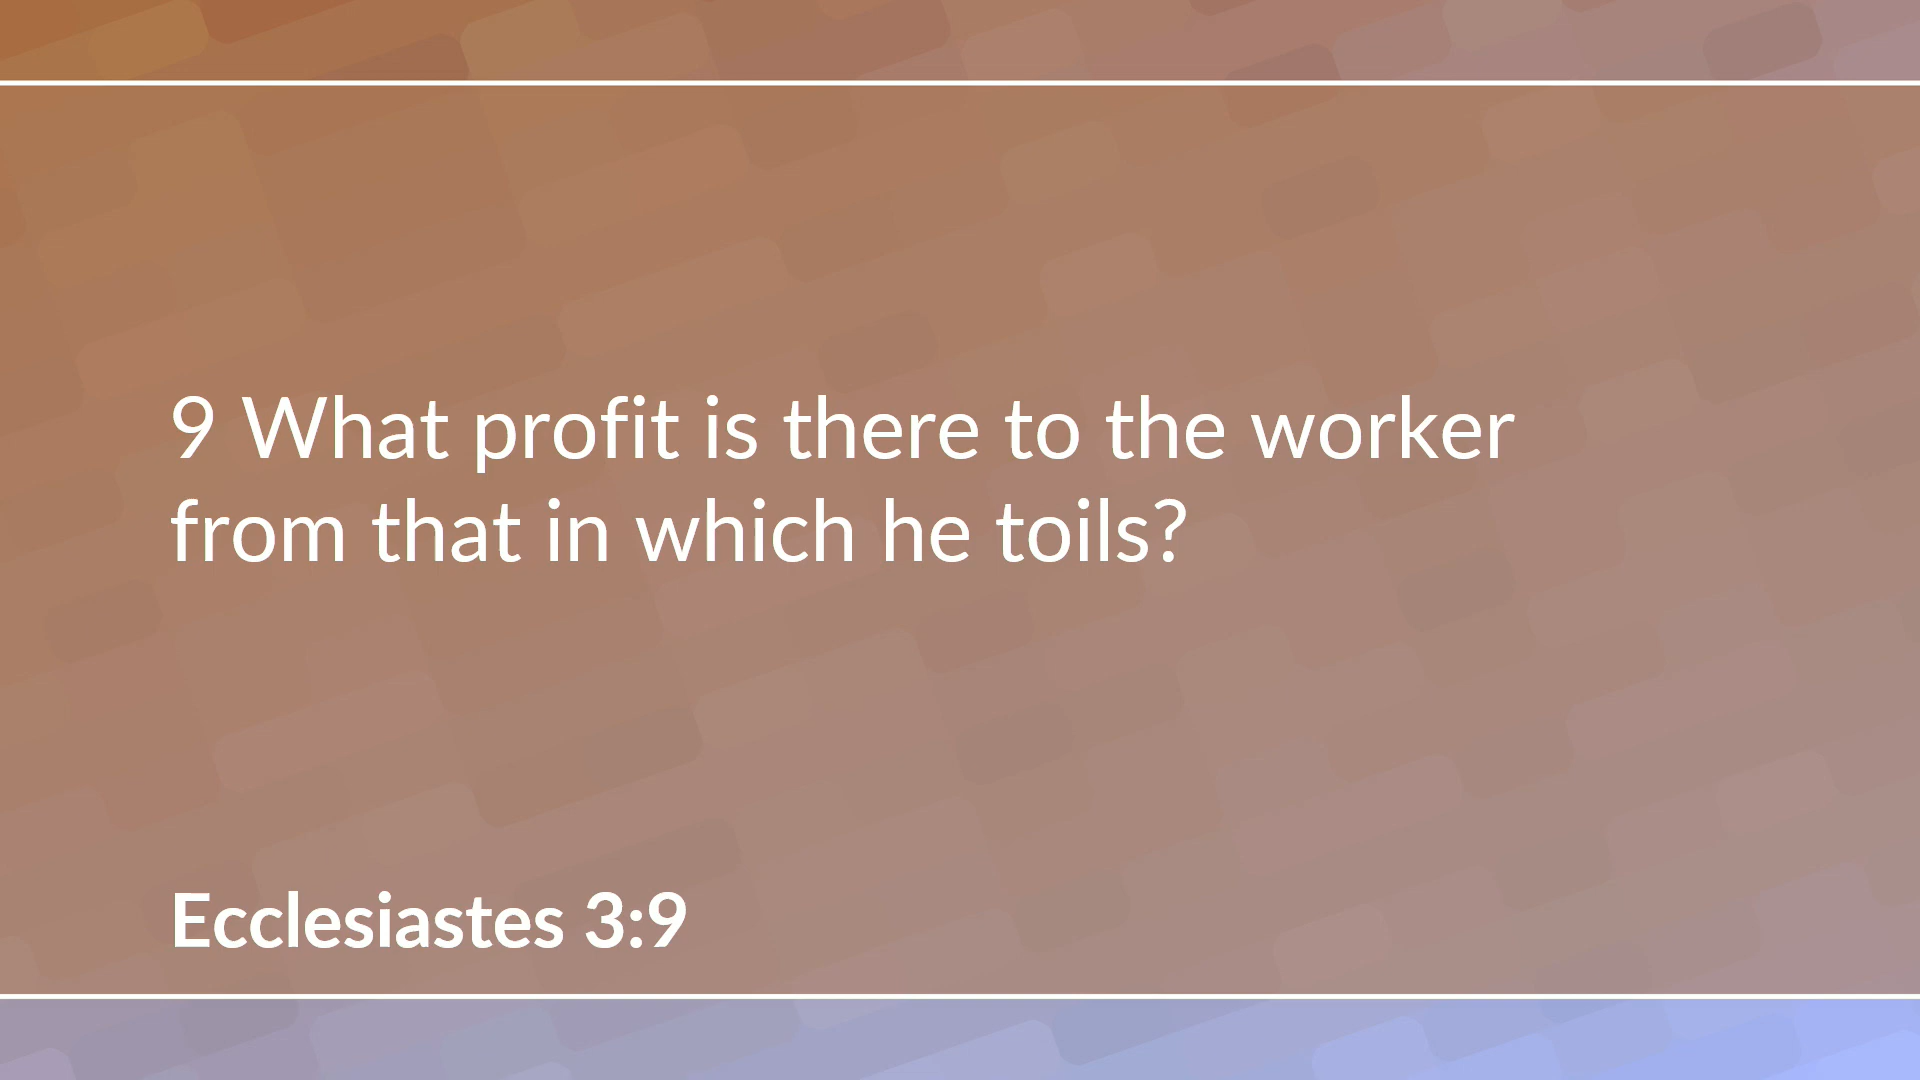 9 What profit is there to the worker
from that in which he toils?
Ecclesiastes 3:9